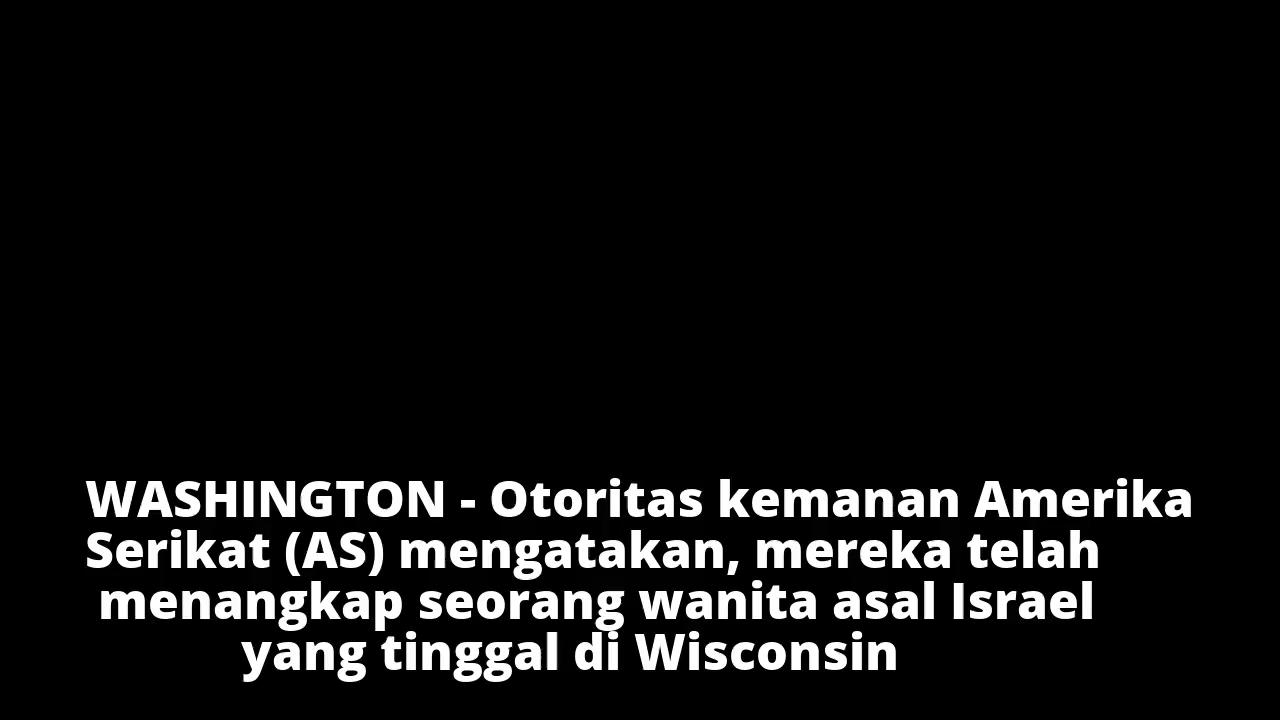 WASHINGTON - Otoritas kemanan Amerika
Serikat (AS) mengatakan, mereka telah
menangkap seorang wanita asal Israel
yang tinggal di Wisconsin